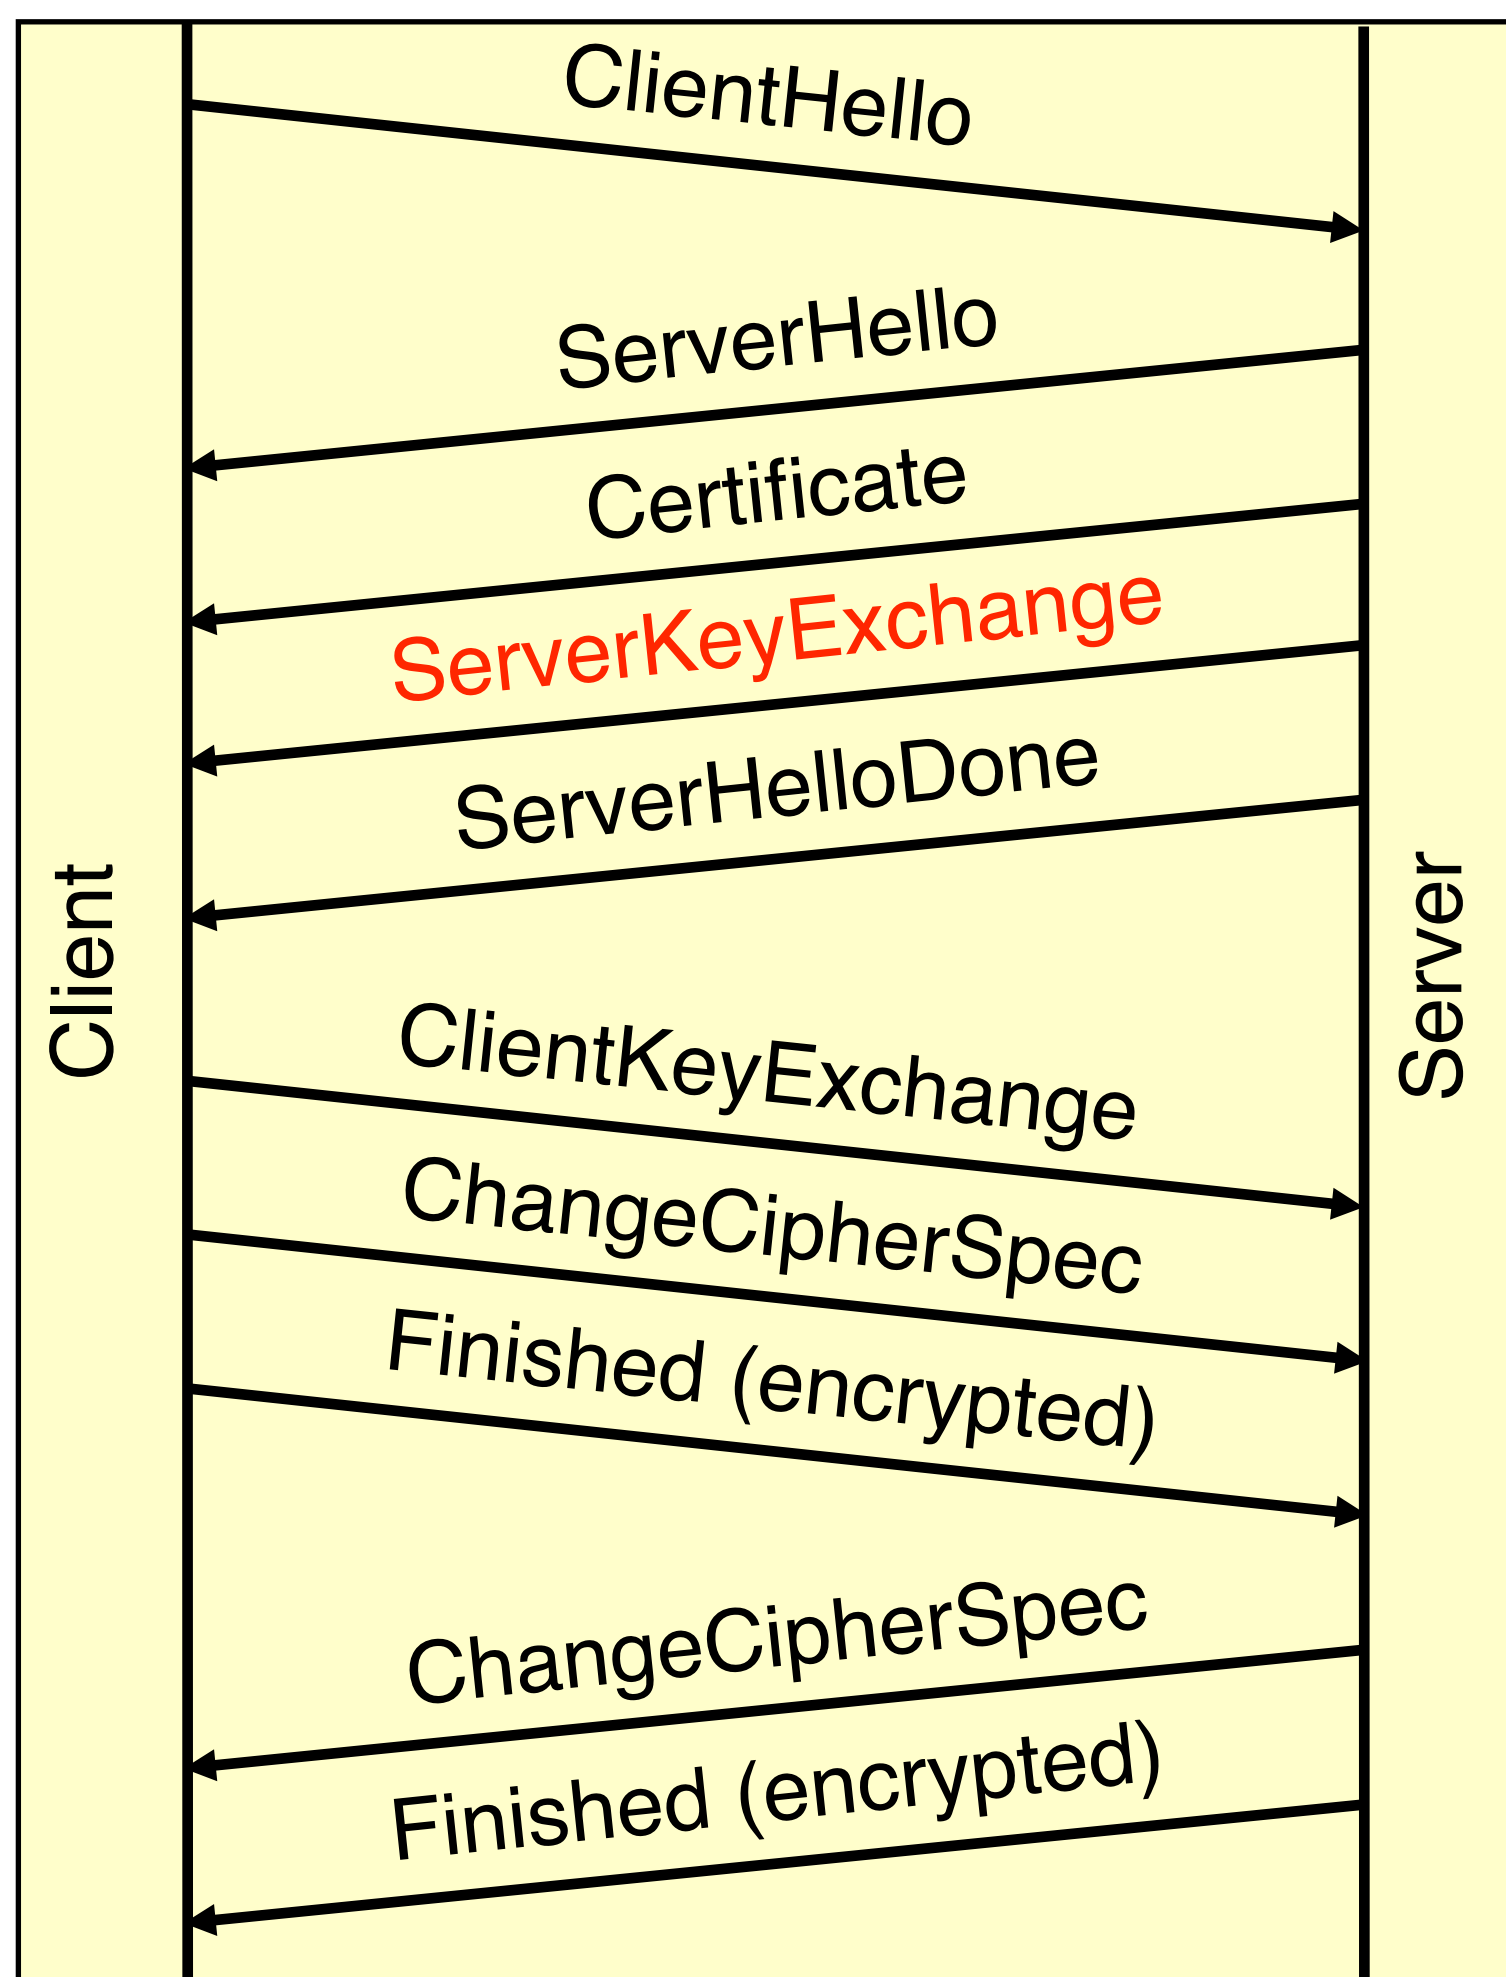 ClientHello
ServerHello
Certificate
ServerKeyExchange
ServerHelloDone
Client
Server
ClientKeyExchange
ChangeCipherSpec
Finished (encrypted)
ChangeCipherSpec
Finished (encrypted)